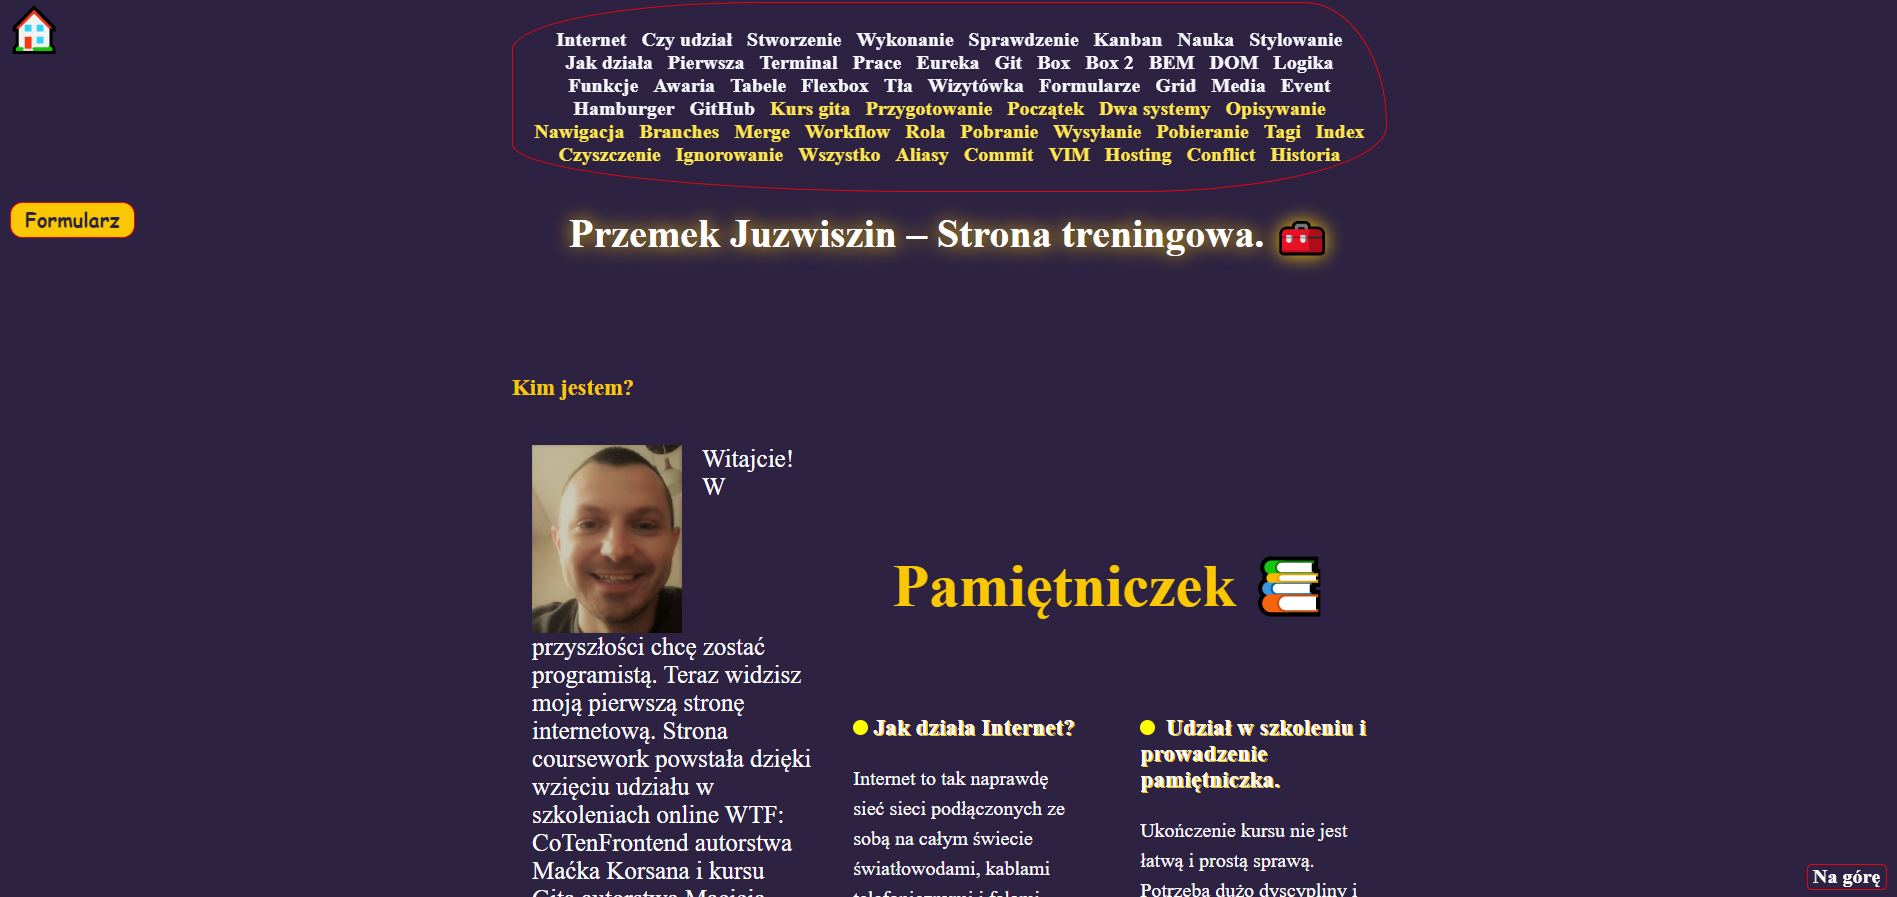 Internet Czy udział Stworzenie Wykonanie Sprawdzenie Kanban Nauka Stylowanie
Jak działa Pierwsza Terminal Prace Eureka Git Box Box 2 BEM DOM Logika
Funkcje Awaria Tabele Flexbox Tła Wizytówka Formularze Grid Media Event
Hamburger GitHub Kurs gita Przygotowanie Początek Dwa systemy Opisywanie
Nawigacja Branches Merge Workflow Rola Pobranie Wysyłanie Pobieranie Tagi Index
Czyszczenie Ignorowanie Wszystko Aliasy Commit VIM Hosting Conflict Historia
Formularz
Przemek Juzwiszin – Strona treningowa.
Kim jestem?
Witajcie!
W
przyszłości chcę zostać
programistą. Teraz widzisz
moją pierwszą stronę
internetową. Strona
coursework powstała dzięki
wzięciu udziału w
szkoleniach online WTF:
CoTenFrontend autorstwa
Maćka Korsana i kursu
Gita autorstwa Macieja
Pamiętniczek
Jak działa Internet?
Internet to tak naprawdę
sieć sieci podłączonych ze
sobą na całym świecie
światłowodami, kablami
telefonicznymi i falami
Udział w szkoleniu i
prowadzenie
pamiętniczka.
Ukończenie kursu nie jest
łatwą i prostą sprawą.
Potrzeba dużo dyscypliny i
Na górę